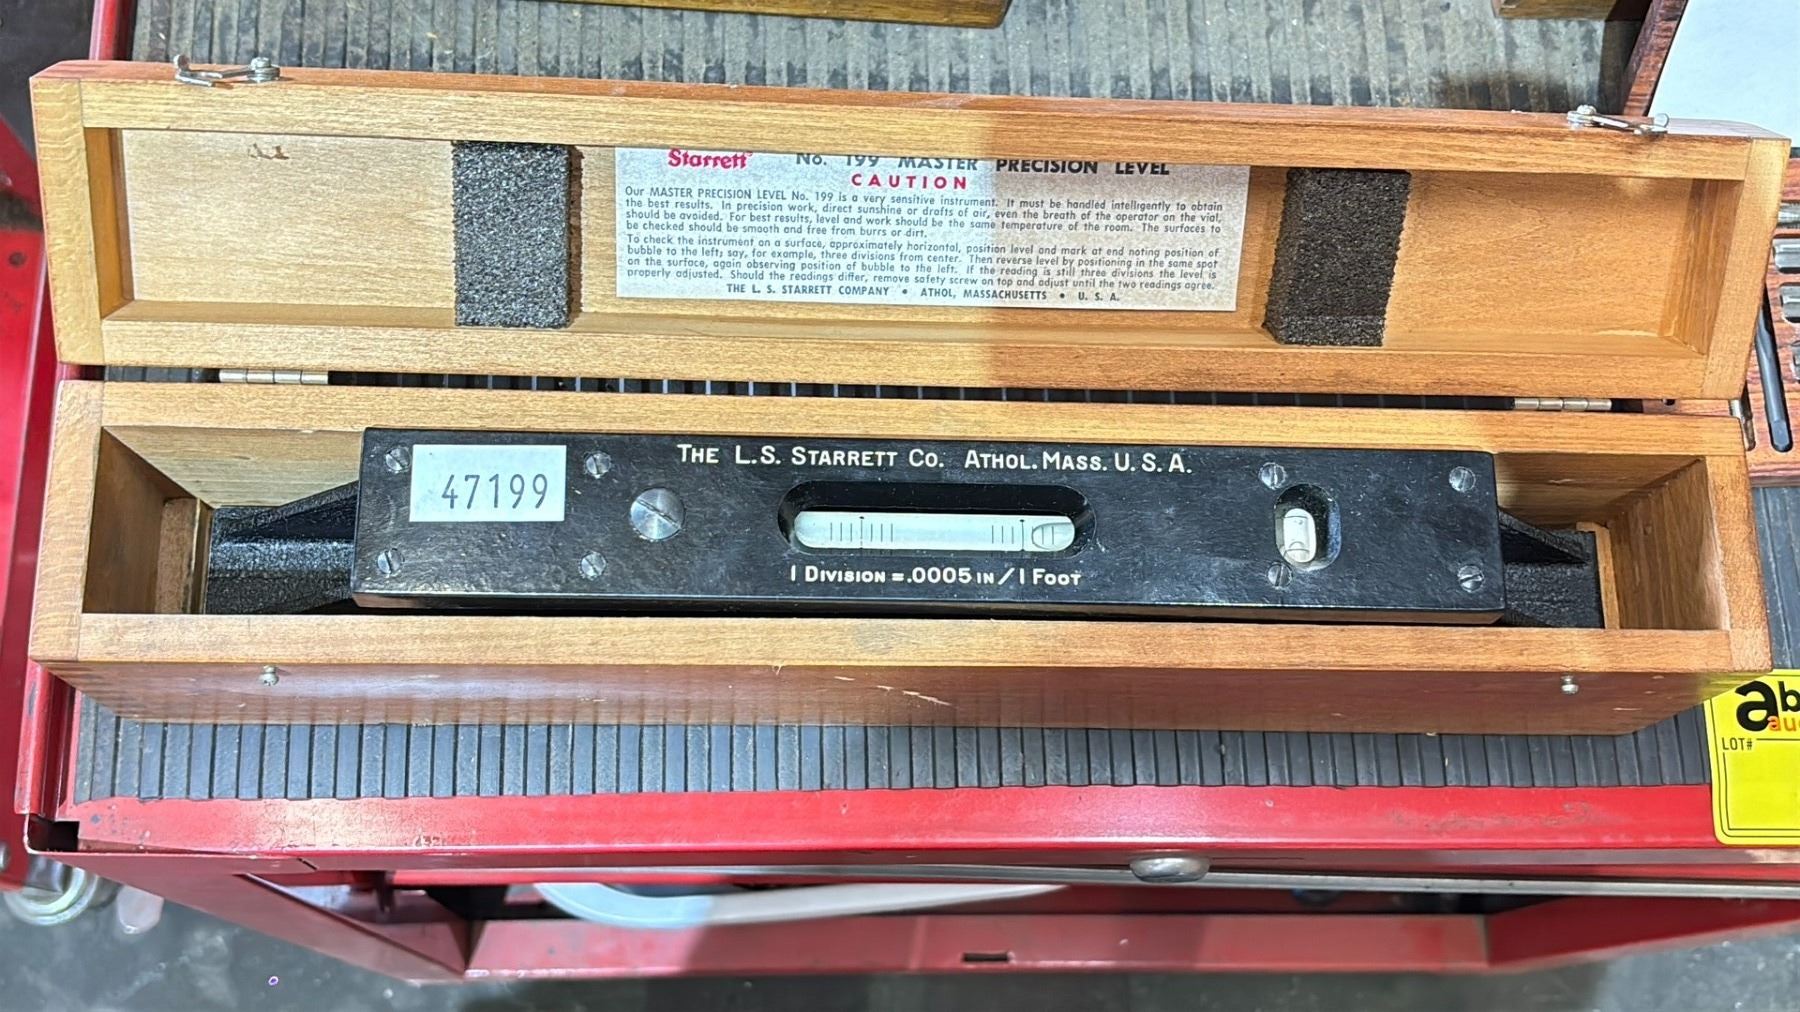 Starrett No. 199 MASTER PRECISION LEVEL
CAUTION
Our MASTER PRECISION LEVEL No. 199 is a very sensitive instrument. It must be handled intelligently to obtain
the best results. In precision work, direct sunshine or drafts of air, even the breath of the operator on the vial,
should be avoided. For best results, level and work should be the same temperature of the room. The surfaces to
be checked should be smooth and free from burrs or dirt.
To check the instrument on a surface, approximately horizontal, position level and mark at end noting position of
bubble to the left; say, for example, three divisions from center. Then reverse level by positioning in the same spot
on the surface, again observing position of bubble to the left. If the reading is still three divisions the level is
properly adjusted. Should the readings differ, remove safety screw on top and adjust until the two readings agree.
THE L. S. STARRETT COMPANY • ATHOL, MASSACHUSETTS • U. S. A.
THE L.S. STARRETT CO. ATHOL. MASS. U.S.A.
47199
1 DIVISION = .0005 IN / 1 FOOT
ab
au
LOT#